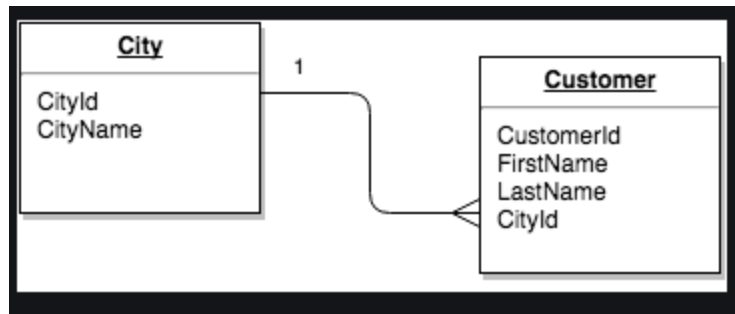 City
CityId
CityName
1
Customer
CustomerId
FirstName
LastName
CityId